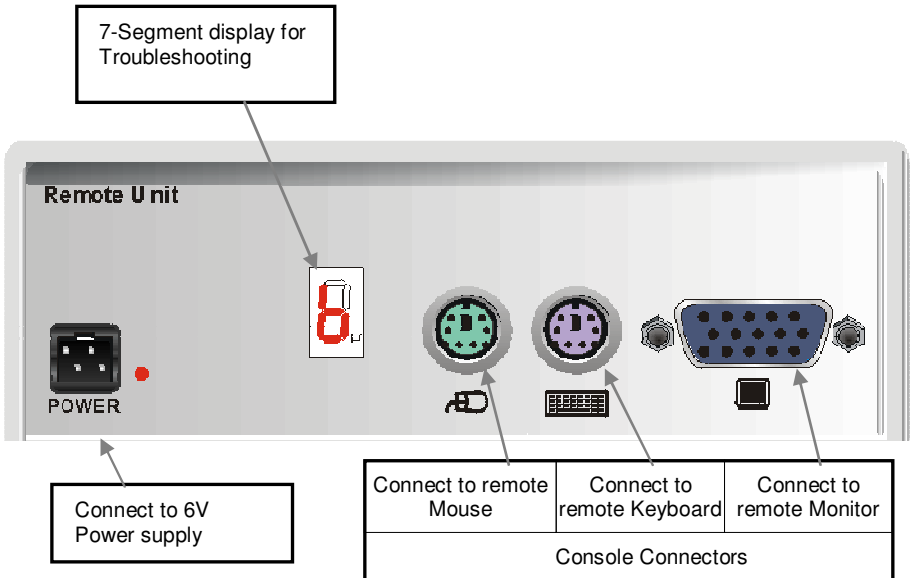 7-Segment display for
Troubleshooting
Remote Unit
POWER
Connect to 6V
Power supply
Connect to remote
Mouse
Connect to
remote Keyboard
Connect to
remote Monitor
Console Connectors